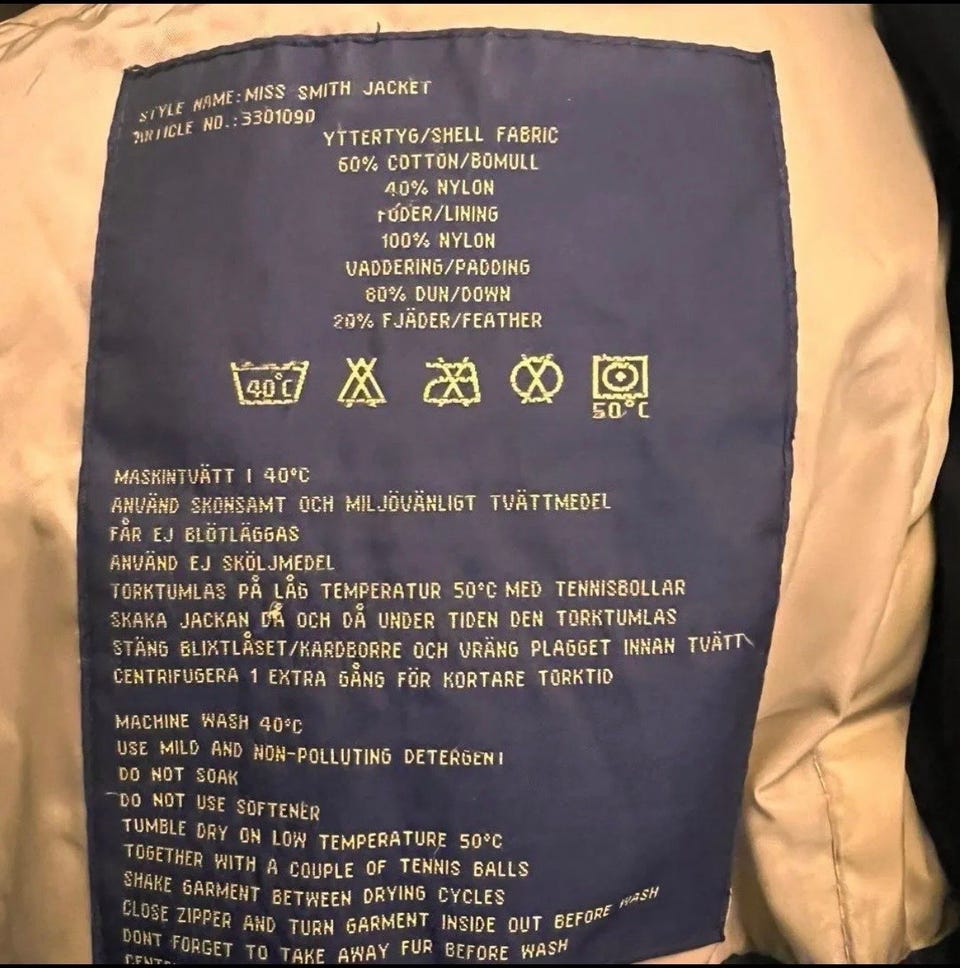 STYLE NAME:MISS SMITH JACKET
ARTICLE NO.:3301090
YTTERTYG/SHELL FABRIC
60% COTTON/BOMULL
40% NYLON
FODER/LINING
100% NYLON
VADDERING/PADDING
80% DUN/DOWN
20% FJÄDER/FEATHER
40°C
50°C
MASKINTVÄTT I 40°C
ANVÄND SKONSAMT OCH MILJÖVÄNLIGT TVÄTTMEDEL
FÅR EJ BLÖTLÄGGAS
ANVÄND EJ SKÖLJMEDEL
TORKTUMLAS PÅ LÅG TEMPERATUR 50°C MED TENNISBOLLAR
SKAKA JACKAN DÅ OCH DÅ UNDER TIDEN DEN TORKTUMLAS
STÄNG BLIXTLÅSET/KARDBORRE OCH VRÄNG PLAGGET INNAN TVÄTT
CENTRIFUGERA 1 EXTRA GÅNG FÖR KORTARE TORKTID
MACHINE WASH 40°C
USE MILD AND NON-POLLUTING DETERGENT
DO NOT SOAK
DO NOT USE SOFTENER
TUMBLE DRY ON LOW TEMPERATURE 50°C
TOGETHER WITH A COUPLE OF TENNIS BALLS
SHAKE GARMENT BETWEEN DRYING CYCLES
CLOSE ZIPPER AND TURN GARMENT INSIDE OUT BEFORE WASH
DONT FORGET TO TAKE AWAY FUR BEFORE WASH